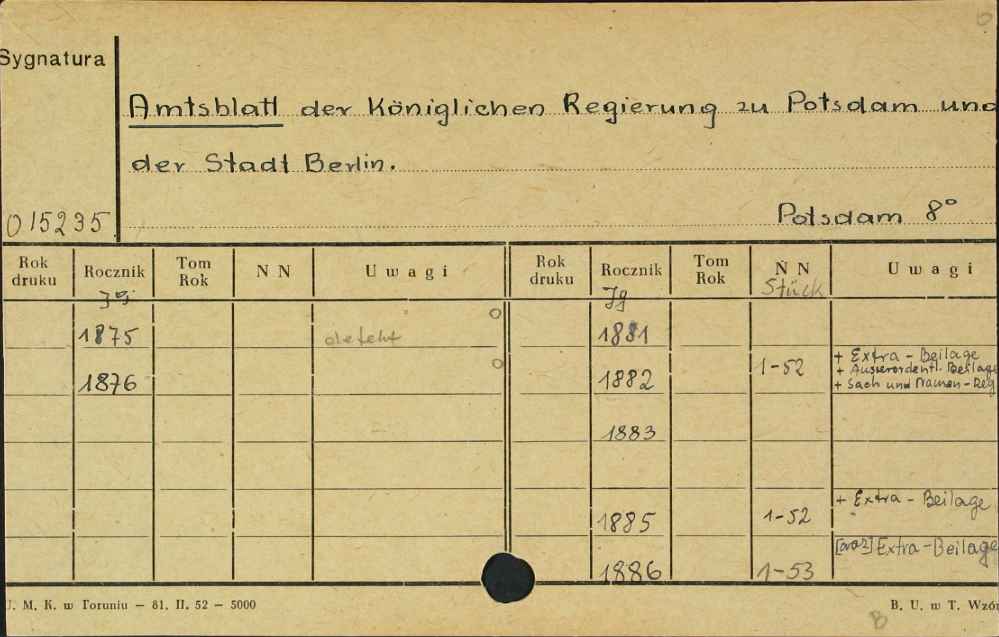 Sygnatura
Amtsblatt der Königlichen Regierung zu Potsdam und
der Stadt Berlin.
Potsdam 8°
015235
Rok druku Rocznik Tom Rok N N Uwagi Rok druku Rocznik Tom Rok N N Uwagi
Jg. Jg Stück
1875 defekt 1881
1876 1882 1-52 + Extra-Beilage
+ Ausserordentl. Beilage
+ Sach und Namen-Reg
1883
1885 1-52 + Extra-Beilage
1886 1-53 [oraz] Extra-Beilage
U. M. K. w Toruniu — 81. II. 52 — 5000
B. U. w T. Wzór
B